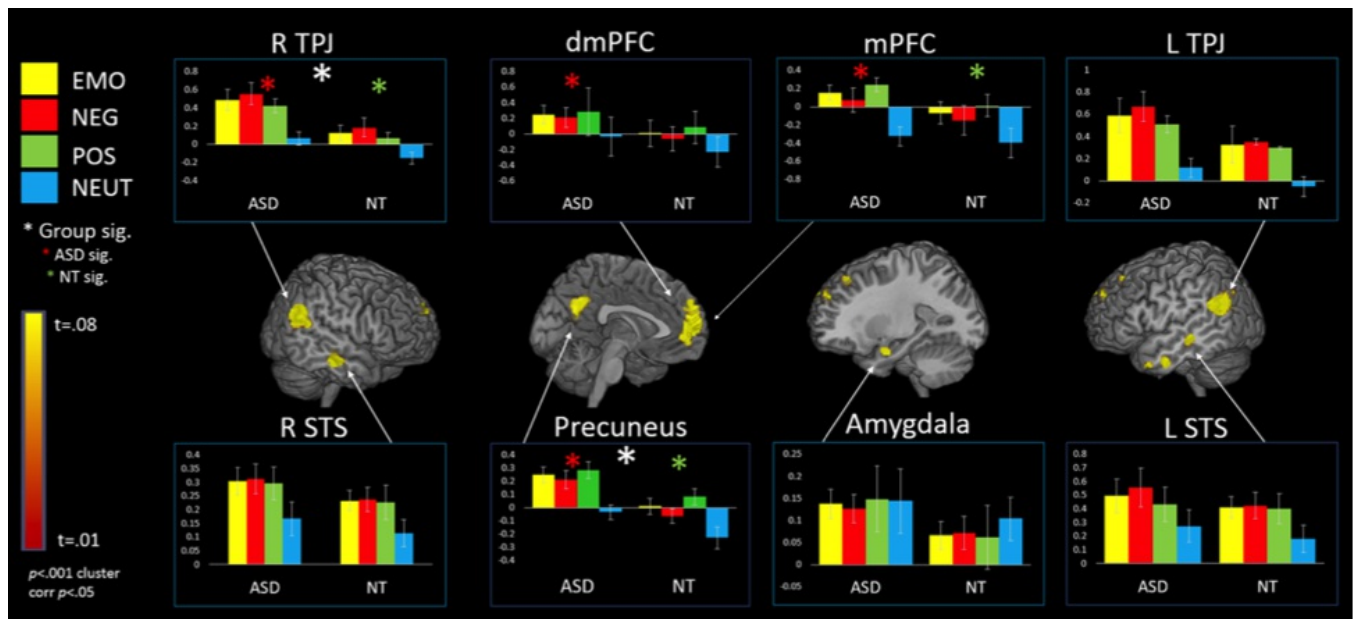 R TPJ
dmPFC
mPFC
L TPJ
EMO
NEG
POS
NEUT
* Group sig.
* ASD sig.
* NT sig.
t=.08
t=.01
p<.001 cluster
corr p<.05
0.8
0.6
0.4
0.2
0
-0.2
-0.4
ASD NT
0.8
0.6
0.4
0.2
0
-0.2
-0.4
-0.6
ASD NT
0.4
0.2
0
-0.2
-0.4
-0.6
-0.8
ASD NT
1
0.8
0.6
0.4
0.2
0
-0.2
ASD NT
R STS
Precuneus
Amygdala
L STS
0.4
0.35
0.3
0.25
0.2
0.15
0.1
0.05
0
ASD NT
0.4
0.3
0.2
0.1
0
-0.1
-0.2
-0.3
-0.4
ASD NT
0.25
0.2
0.15
0.1
0.05
0
-0.05
ASD NT
0.8
0.7
0.6
0.5
0.4
0.3
0.2
0.1
0
ASD NT